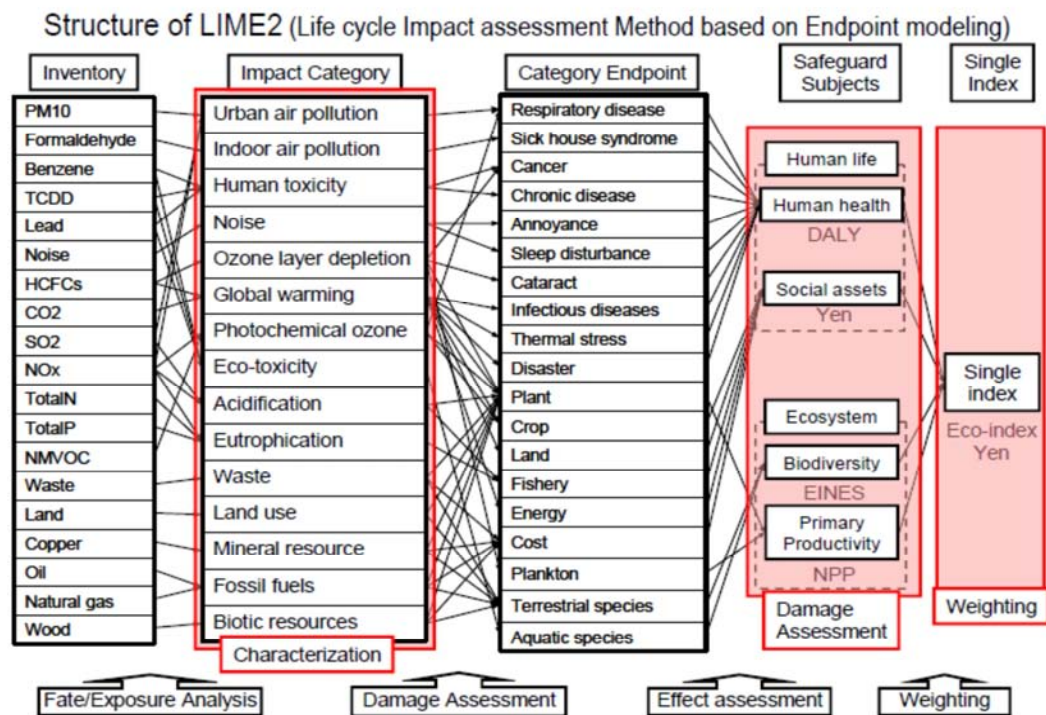 Structure of LIME2 (Life cycle Impact assessment Method based on Endpoint modeling)
Inventory
PM10
Formaldehyde
Benzene
TCDD
Lead
Noise
HCFCs
CO2
SO2
NOx
TotalN
TotalP
NMVOC
Waste
Land
Copper
Oil
Natural gas
Wood
Impact Category
Urban air pollution
Indoor air pollution
Human toxicity
Noise
Ozone layer depletion
Global warming
Photochemical ozone
Eco-toxicity
Acidification
Eutrophication
Waste
Land use
Mineral resource
Fossil fuels
Biotic resources
Characterization
Category Endpoint
Respiratory disease
Sick house syndrome
Cancer
Chronic disease
Annoyance
Sleep disturbance
Cataract
Infectious diseases
Thermal stress
Disaster
Plant
Crop
Land
Fishery
Energy
Cost
Plankton
Terrestrial species
Aquatic species
Safeguard
Subjects
Human life
Human health
DALY
Social assets
Yen
Ecosystem
Biodiversity
EINES
Primary
Productivity
NPP
Damage
Assessment
Single
Index
Single
index
Eco-index
Yen
Weighting
Fate/Exposure Analysis
Damage Assessment
Effect assessment
Weighting